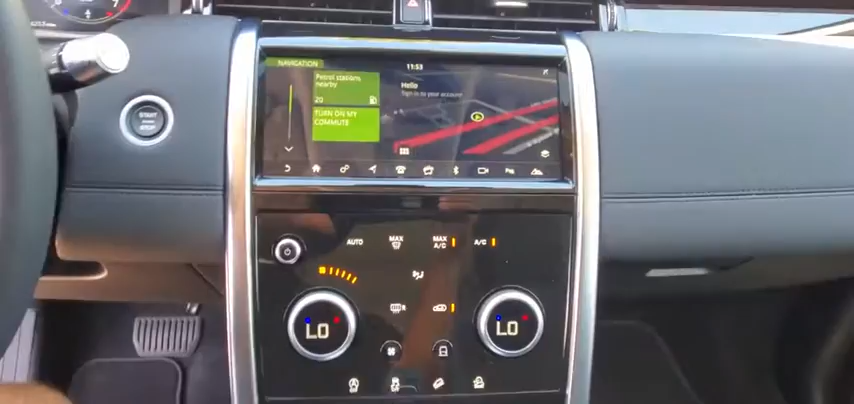 START
STOP
NAVIGATION
11:53
Petrol stations
nearby
20
TURN ON MY
COMMUTE
Hello
Sign in to your account
AUTO
MAX
MAX
A/C
A/C
LO
LO